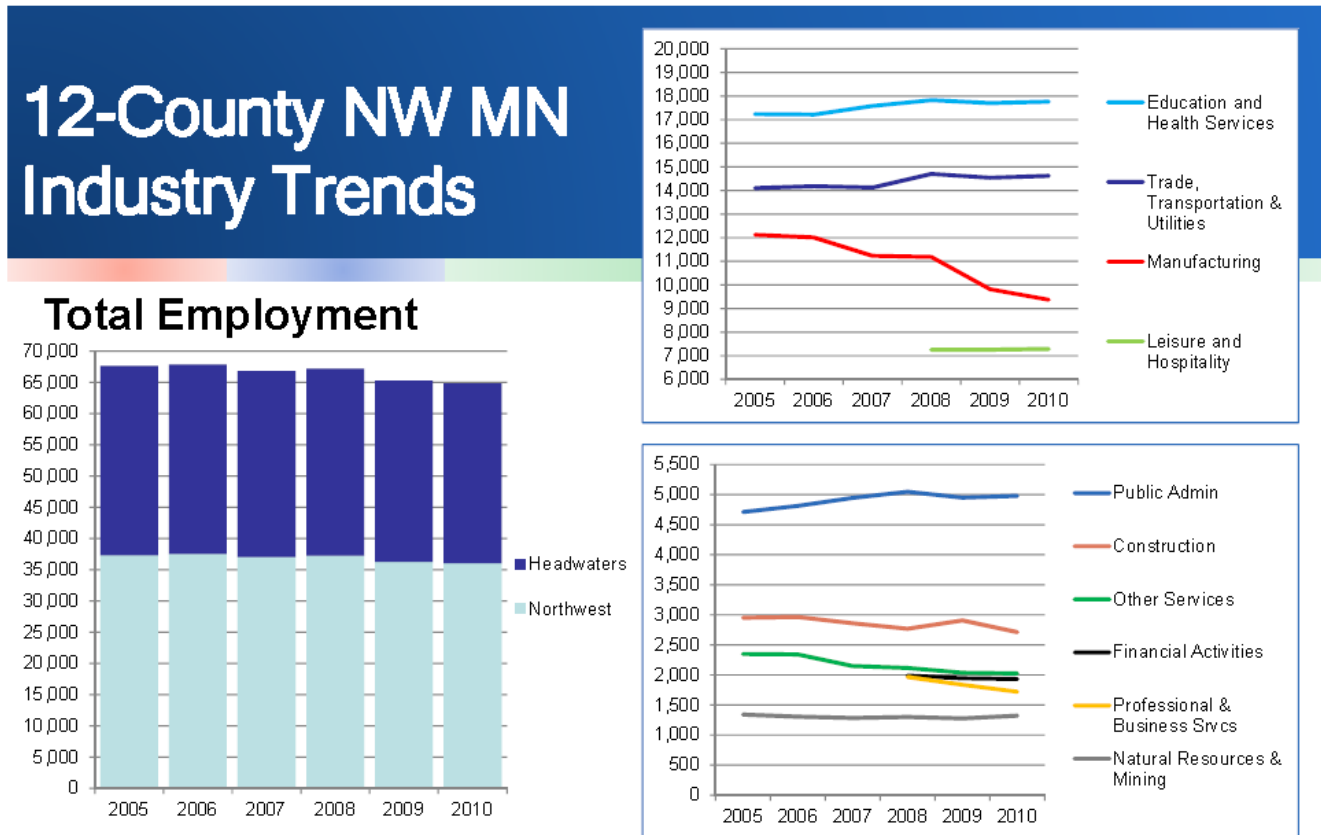 12-County NW MN
Industry Trends
Total Employment
70,000
65,000
60,000
55,000
50,000
45,000
40,000
35,000
30,000
25,000
20,000
15,000
10,000
5,000
0
2005 2006 2007 2008 2009 2010
Headwaters
Northwest
20,000
19,000
18,000
17,000
16,000
15,000
14,000
13,000
12,000
11,000
10,000
9,000
8,000
7,000
6,000
2005 2006 2007 2008 2009 2010
Education and
Health Services
Trade,
Transportation &
Utilities
Manufacturing
Leisure and
Hospitality
5,500
5,000
4,500
4,000
3,500
3,000
2,500
2,000
1,500
1,000
500
0
2005 2006 2007 2008 2009 2010
Public Admin
Construction
Other Services
Financial Activities
Professional &
Business Srvcs
Natural Resources &
Mining